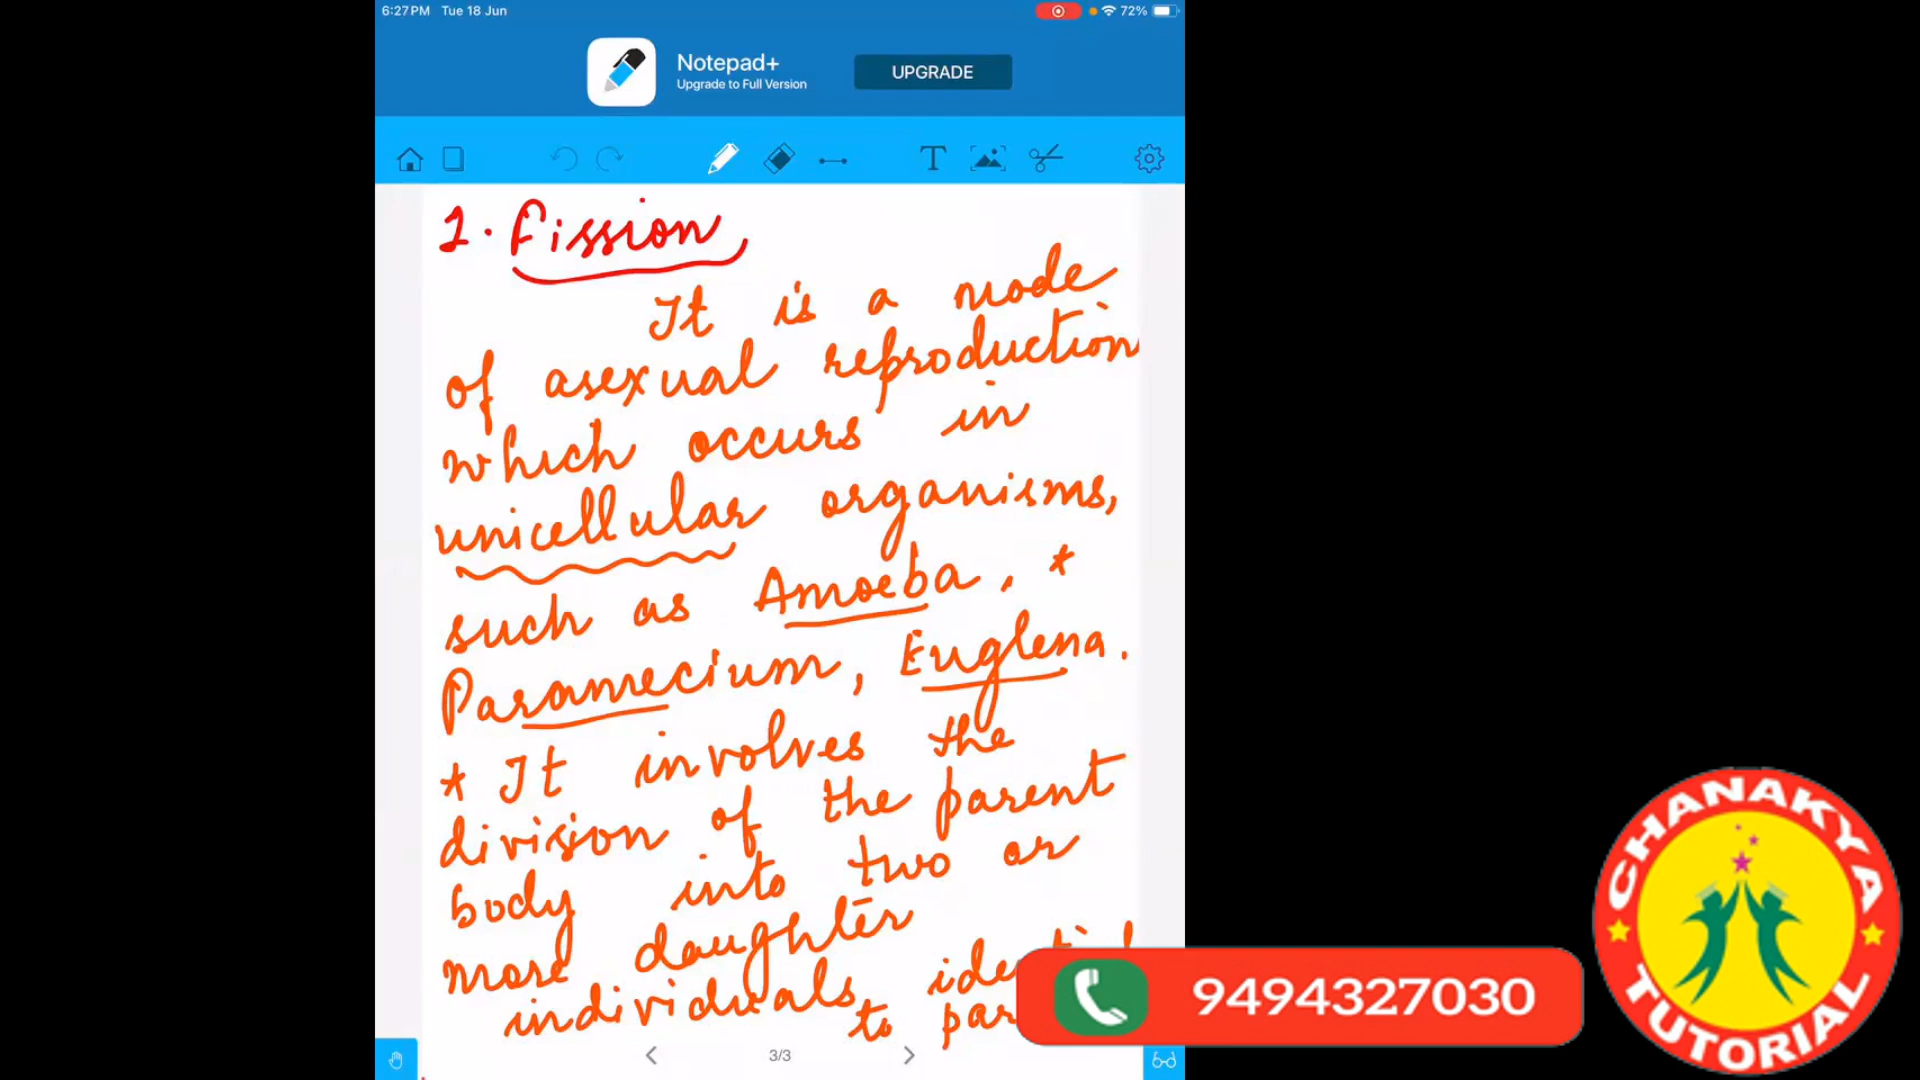 6:27 PM Tue 18 Jun
72%
Notepad+
Upgrade to Full Version
UPGRADE
T
1. Fission
It is a mode
of asexual reproduction
which occurs in
unicellular organisms,
such as Amoeba, *
Paramecium, Euglena.
* It involves the
division of the parent
body into two or
more daughter
individuals
to
3/3
9494327030
CHANAKYA
TUTORIAL